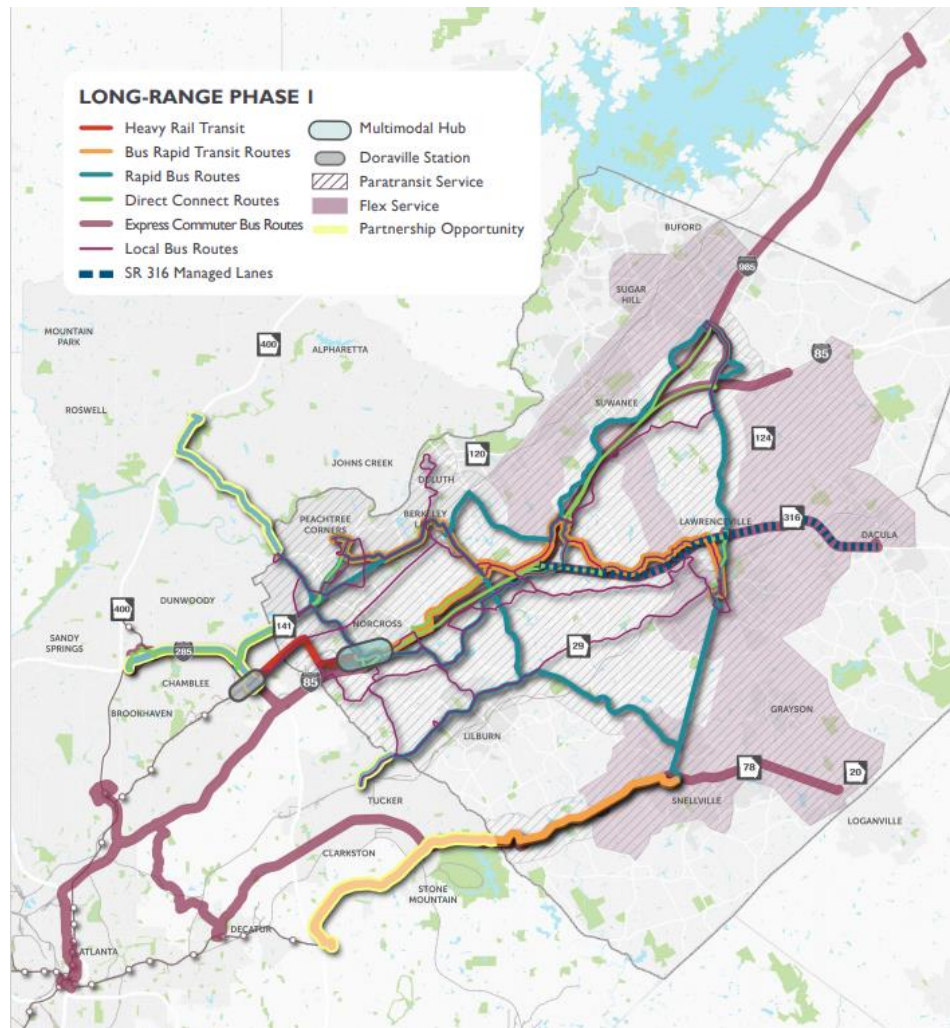 LONG-RANGE PHASE I
Heavy Rail Transit
Bus Rapid Transit Routes
Rapid Bus Routes
Direct Connect Routes
Express Commuter Bus Routes
Local Bus Routes
SR 316 Managed Lanes
Multimodal Hub
Doraville Station
Paratransit Service
Flex Service
Partnership Opportunity
BUFORD
985
SUGAR
HILL
MOUNTAIN
PARK
400
ALPHARETTA
85
ROSWELL
SUWANEE
124
120
JOHNS CREEK
DULUTH
PEACHTREE
CORNERS
BERKELEY
LAWRENCEVILLE
316
DACULA
DUNWOODY
400
141
NORCROSS
SANDY
SPRINGS
285
29
CHAMBLEE
85
BROOKHAVEN
GRAYSON
LILBURN
78
20
TUCKER
SNELLVILLE
LOGANVILLE
CLARKSTON
STONE
MOUNTAIN
DECATUR
ATLANTA